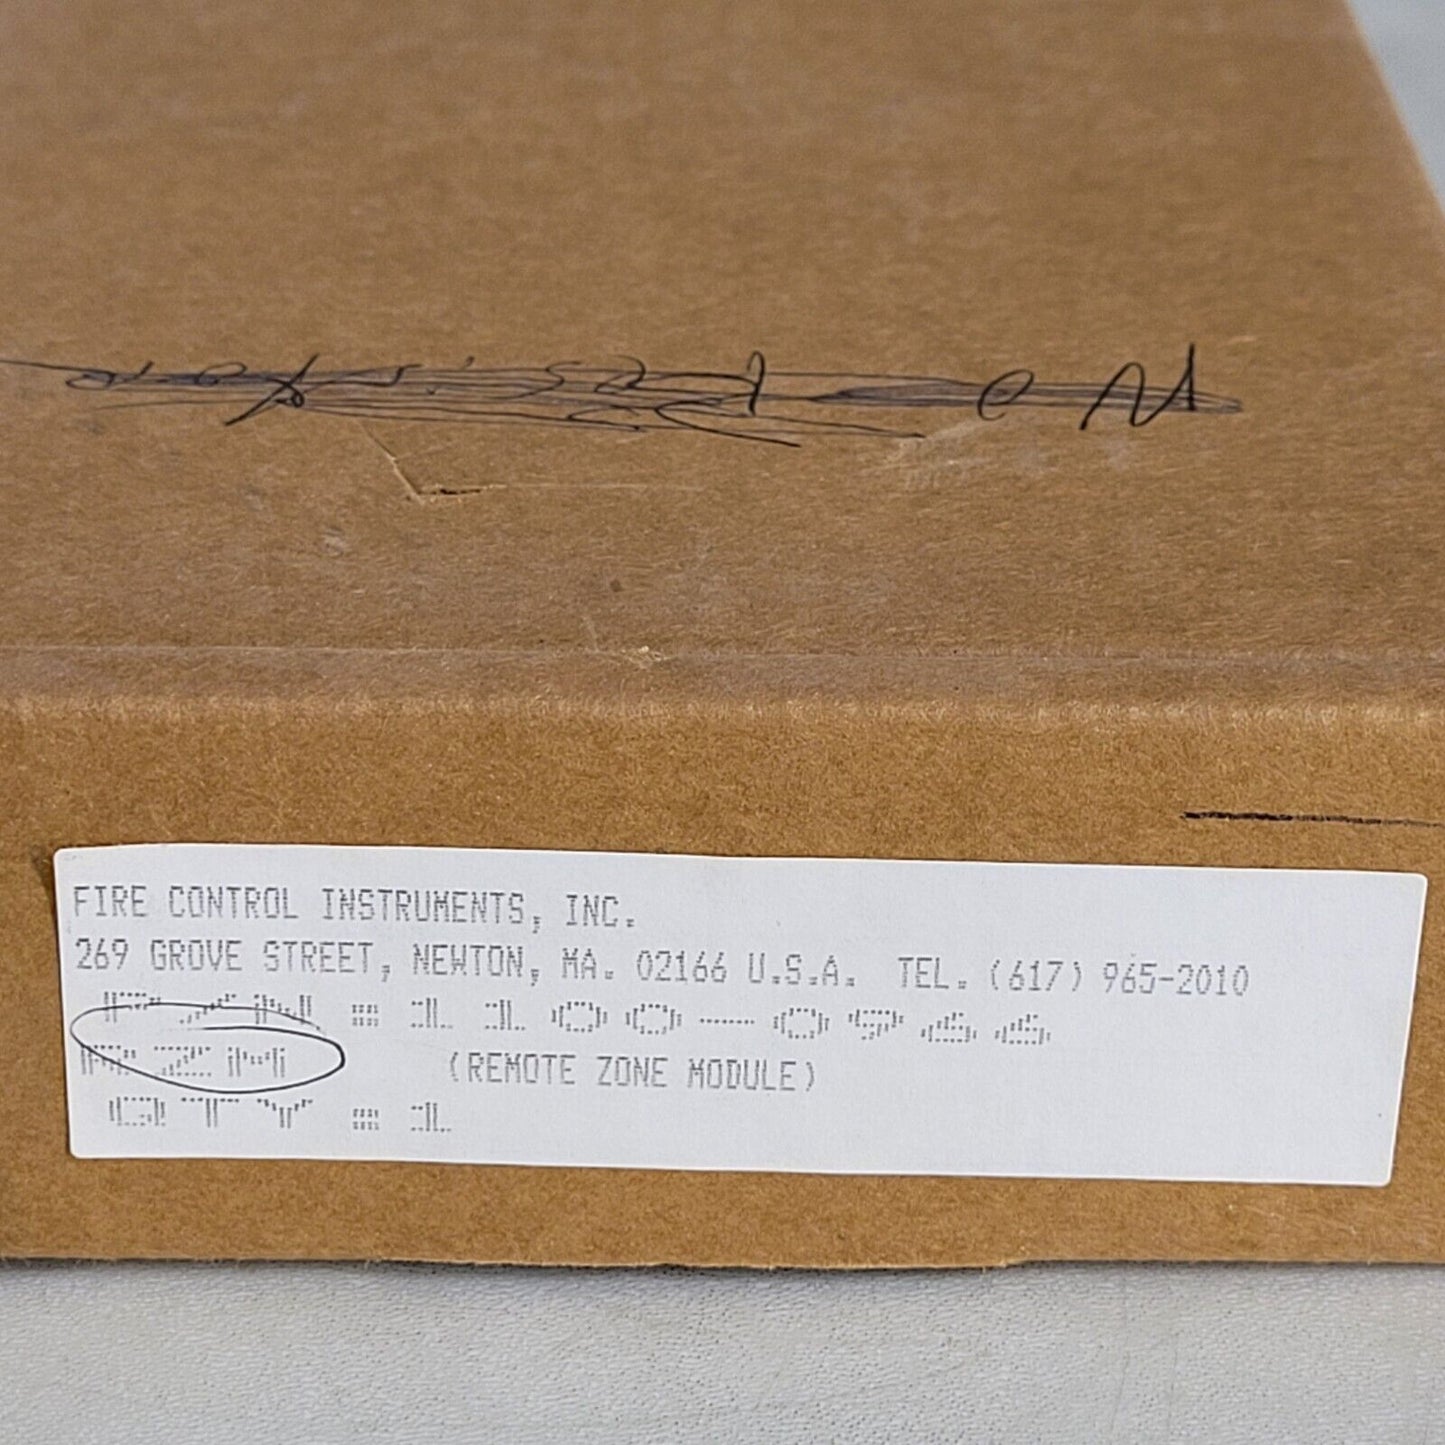 FIRE CONTROL INSTRUMENTS, INC.
269 GROVE STREET, NEWTON, MA. 02166 U.S.A. TEL. (617) 965-2010
P/N: 1100-0966
RZM (REMOTE ZONE MODULE)
QTY: 1